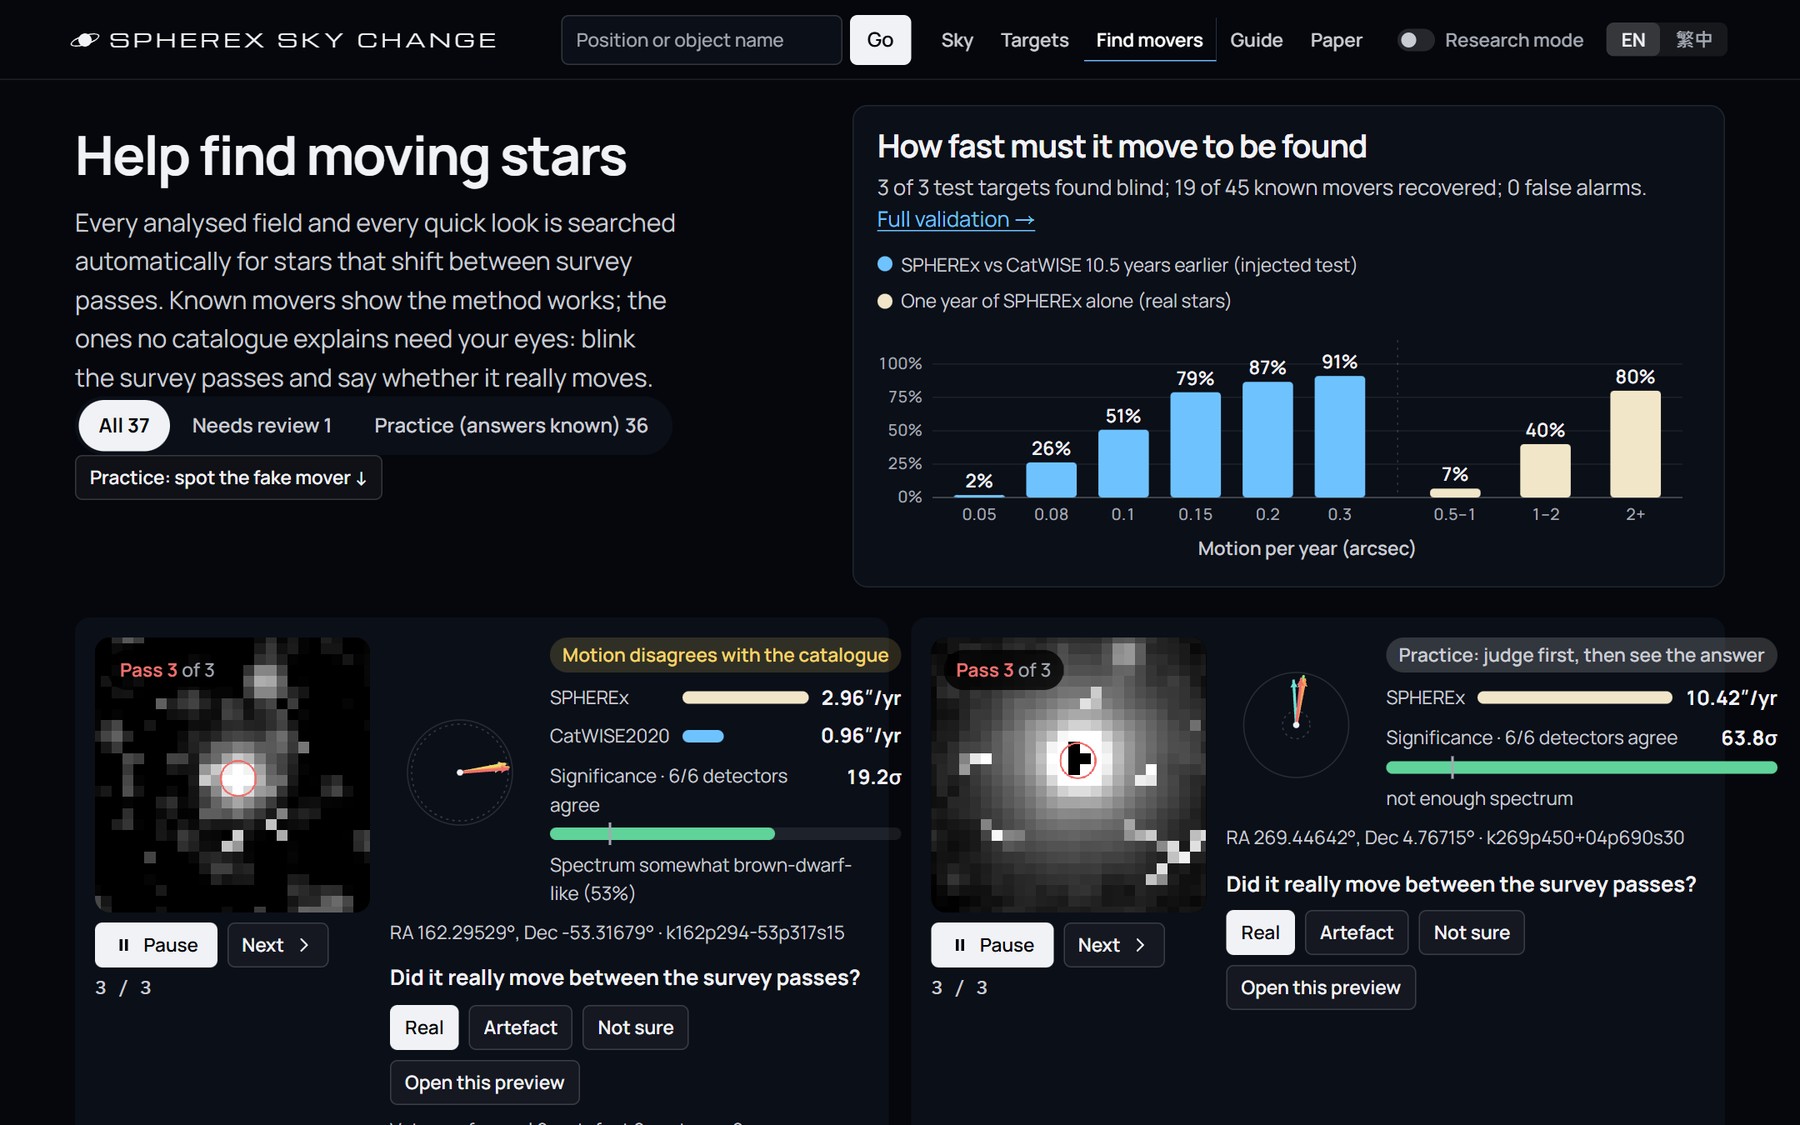 SPHEREX SKY CHANGE
Position or object name
Go
Sky
Targets
Find movers
Guide
Paper
Research mode
EN
繁中
Help find moving stars
Every analysed field and every quick look is searched
automatically for stars that shift between survey
passes. Known movers show the method works; the
ones no catalogue explains need your eyes: blink
the survey passes and say whether it really moves.
All 37
Needs review 1
Practice (answers known) 36
Practice: spot the fake mover ↓
How fast must it move to be found
3 of 3 test targets found blind; 19 of 45 known movers recovered; 0 false alarms.
Full validation →
SPHEREx vs CatWISE 10.5 years earlier (injected test)
One year of SPHEREx alone (real stars)
100%
75%
50%
25%
0%
2%
26%
51%
79%
87%
91%
7%
40%
80%
0.05
0.08
0.1
0.15
0.2
0.3
0.5–1
1–2
2+
Motion per year (arcsec)
Pass 3 of 3
Motion disagrees with the catalogue
SPHEREx
2.96″/yr
CatWISE2020
0.96″/yr
Significance · 6/6 detectors
agree
19.2σ
Spectrum somewhat brown-dwarf-
like (53%)
RA 162.29529°, Dec -53.31679° · k162p294-53p317s15
Did it really move between the survey passes?
Real
Artefact
Not sure
Open this preview
Pause
Next
3 / 3
Pass 3 of 3
Practice: judge first, then see the answer
SPHEREx
10.42″/yr
Significance · 6/6 detectors agree
63.8σ
not enough spectrum
RA 269.44642°, Dec 4.76715° · k269p450+04p690s30
Did it really move between the survey passes?
Real
Artefact
Not sure
Open this preview
Pause
Next
3 / 3